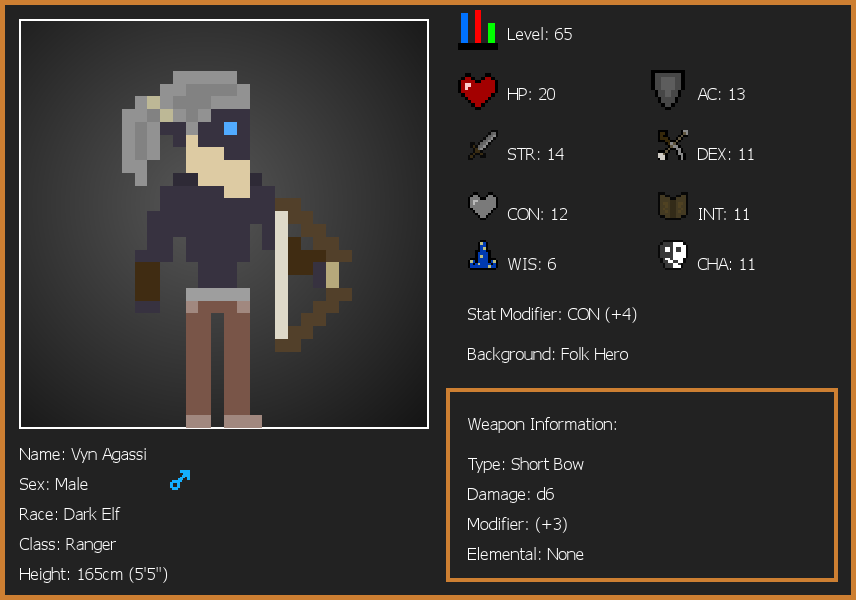 Level: 65
HP: 20
AC: 13
STR: 14
DEX: 11
CON: 12
INT: 11
WIS: 6
CHA: 11
Stat Modifier: CON (+4)
Background: Folk Hero
Weapon Information:
Type: Short Bow
Damage: d6
Modifier: (+3)
Elemental: None
Name: Vyn Agassi
Sex: Male
Race: Dark Elf
Class: Ranger
Height: 165cm (5'5")